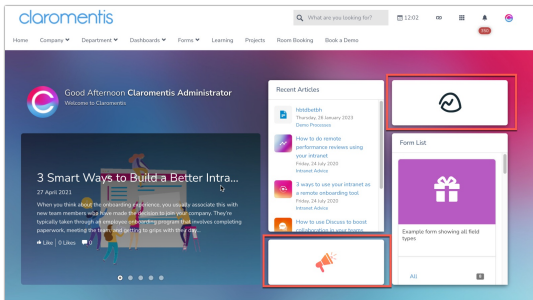 claromentis
What are you looking for?
12:02
Home
Company
Department
Dashboards
Forms
Learning
Projects
Room Booking
Book a Demo
Good Afternoon Claromentis Administrator
Welcome to Claromentis
3 Smart Ways to Build a Better Intra...
27 April 2021
When you think about the onboarding experience, you usually associate this with
new team members who have made the decision to join your company. They're
typically taken through an employee onboarding program that involves completing
paperwork, meeting the team, and getting to grips with their day...
Like
0 Likes
0
Recent Articles
hbtdbetbh
Thursday, 26 January 2023
Demo Processes
How to do remote
performance reviews using
your intranet
Friday, 24 July 2020
Intranet Advice
3 ways to use your intranet as
a remote onboarding tool
Friday, 24 July 2020
Intranet Advice
How to use Discuss to boost
collaboration in your teams
Form List
Example form showing all field
types
All